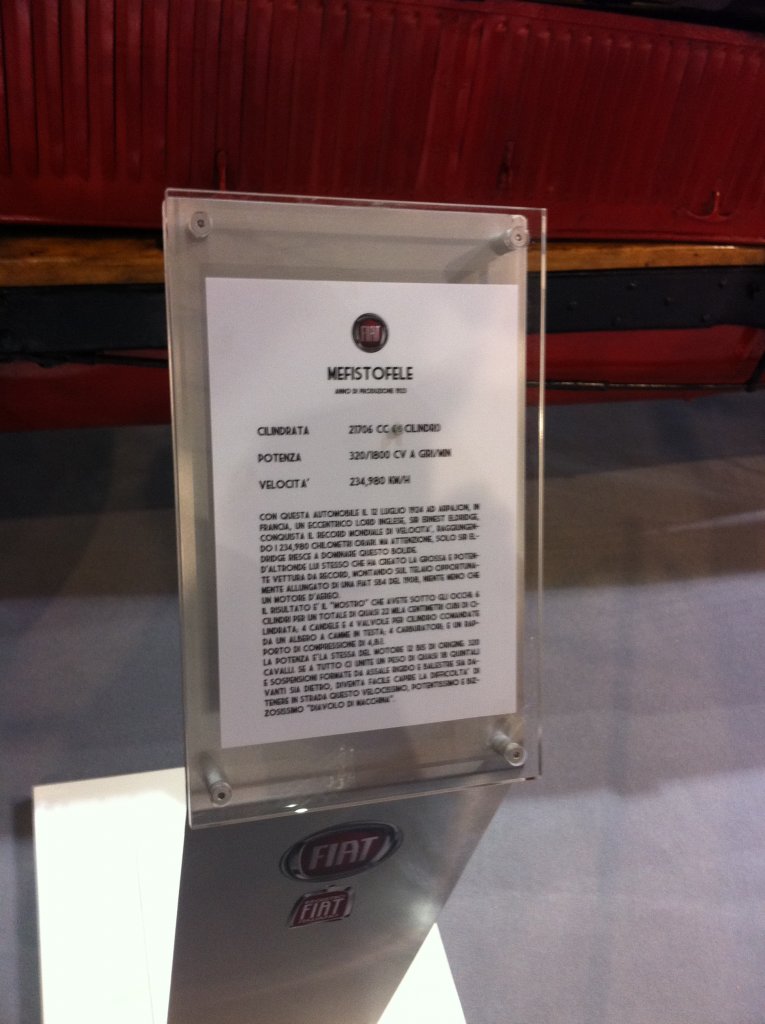 FIAT
MEFISTOFELE
ANNO DI PRODUZIONE 1923
CILINDRATA 21706 CC (6 CILINDRI)
POTENZA 320/1800 CV A GIRI/MIN
VELOCITA' 234,980 KM/H
CON QUESTA AUTOMOBILE IL 12 LUGLIO 1924 AD ARPAJON, IN
FRANCIA, UN ECCENTRICO LORD INGLESE, SIR ERNEST ELDRIDGE,
CONQUISTA IL RECORD MONDIALE DI VELOCITA', RAGGIUNGEN-
DO I 234,980 CHILOMETRI ORARI. MA ATTENZIONE, SOLO SIR EL-
DRIDGE RIESCE A DOMINARE QUESTO BOLIDE.
D'ALTRONDE LUI STESSO CHE HA CREATO LA GROSSA E POTEN-
TE VETTURA DA RECORD, MONTANDO SUL TELAIO OPPORTUNA-
MENTE ALLUNGATO DI UNA FIAT SB4 DEL 1908, NIENTE MENO CHE
UN MOTORE D'AEREO.
IL RISULTATO E' IL "MOSTRO" CHE AVETE SOTTO GLI OCCHI: 6
CILINDRI PER UN TOTALE DI QUASI 22 MILA CENTIMETRI CUBI DI CI-
LINDRATA; 4 CANDELE E 4 VALVOLE PER CILINDRO COMANDATE
DA UN ALBERO A CAMME IN TESTA; 4 CARBURATORI; E UN RAP-
PORTO DI COMPRESSIONE DI 4,8:1.
LA POTENZA E'LA STESSA DEL MOTORE 12 BIS DI ORIGINE: 320
CAVALLI. SE A TUTTO CI UNITE UN PESO DI QUASI 18 QUINTALI
E SOSPENSIONI FORMATE DA ASSALE RIGIDO E BALESTRE SIA DA-
VANTI SIA DIETRO, DIVENTA FACILE CAPIRE LA DIFFICOLTA' DI
TENERE IN STRADA QUESTO VELOCISSIMO, POTENTISSIMO E BIZ-
ZOSISSIMO "DIAVOLO DI MACCHINA".
FIAT
FIAT